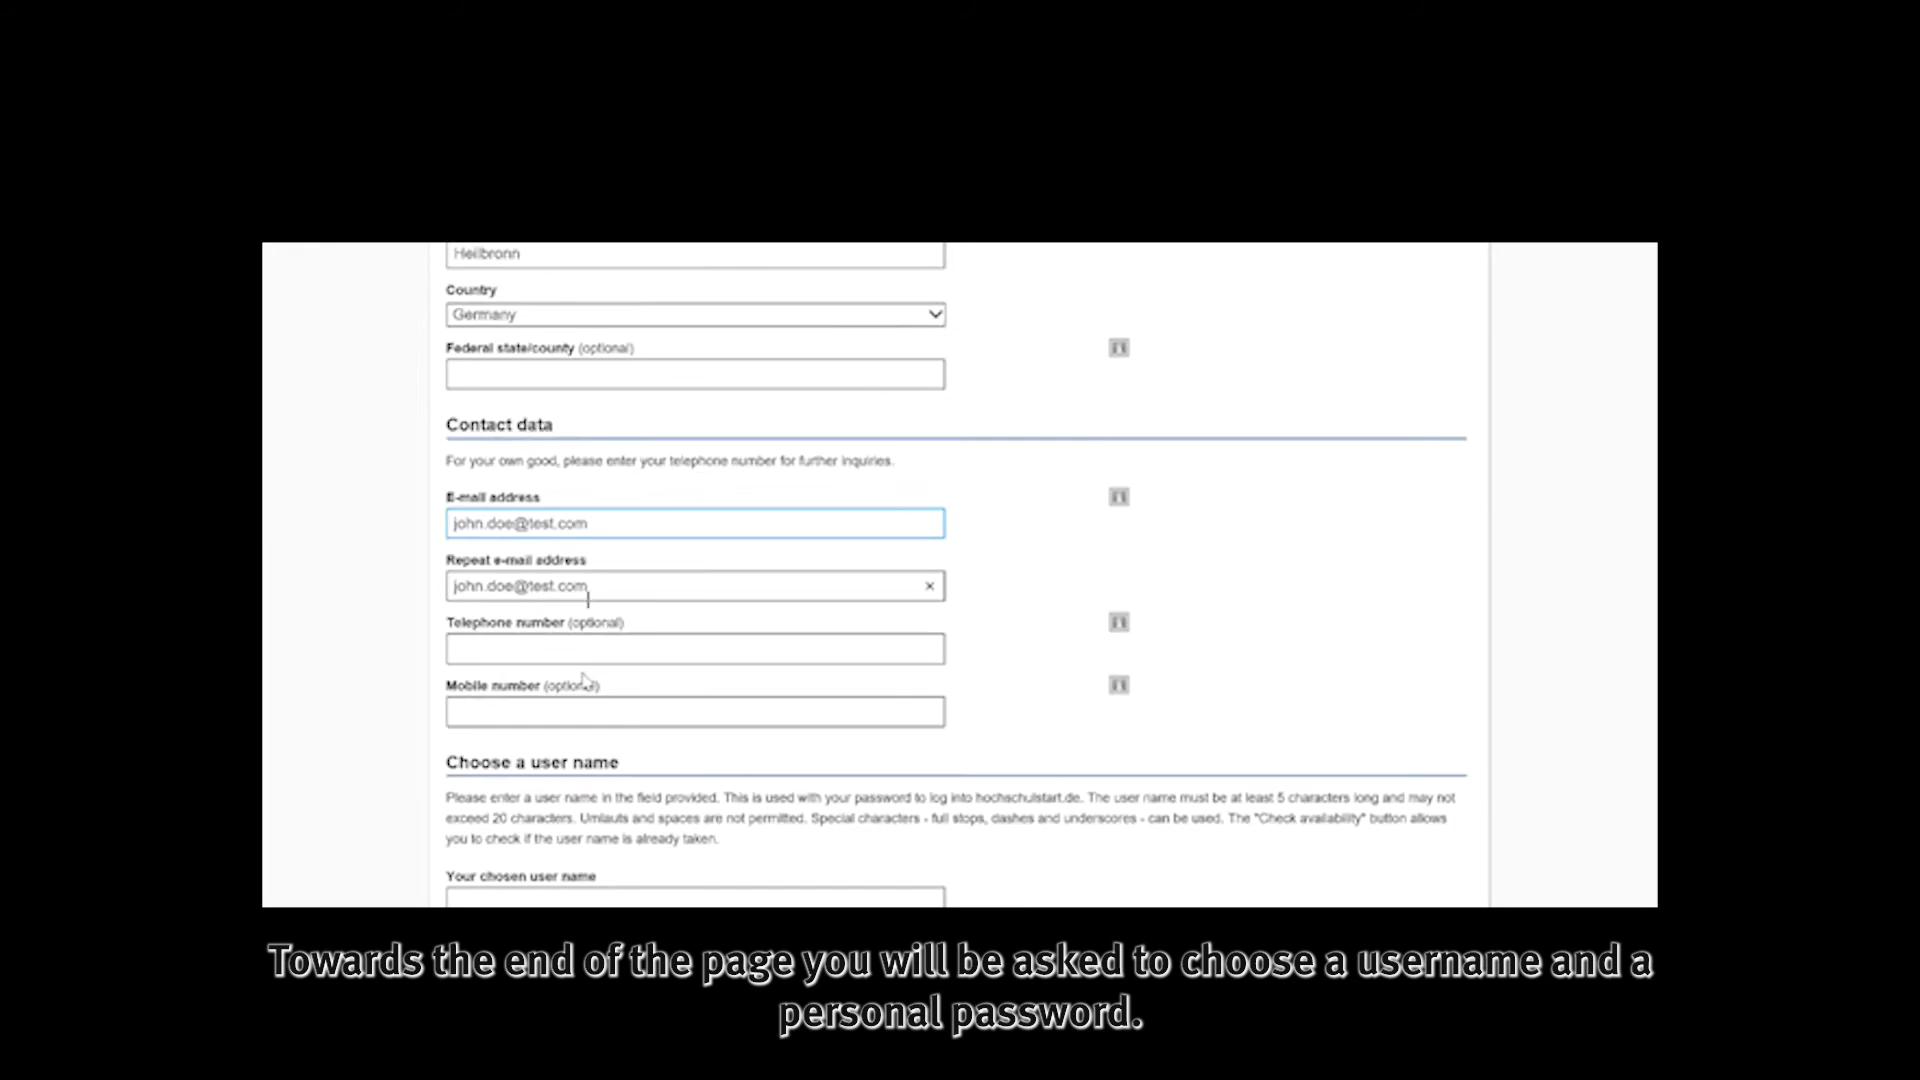 Heilbronn
Country
Germany
Federal state/county (optional)
Contact data
For your own good, please enter your telephone number for further inquiries.
E-mail address
john.doe@test.com
Repeat e-mail address
john.doe@test.com
Telephone number (optional)
Mobile number (optional)
Choose a user name
Please enter a user name in the field provided. This is used with your password to log into hochschulstart.de. The user name must be at least 5 characters long and may not
exceed 20 characters. Umlauts and spaces are not permitted. Special characters - full stops, dashes and underscores - can be used. The "Check availability" button allows
you to check if the user name is already taken.
Your chosen user name
Towards the end of the page you will be asked to choose a username and a
personal password.